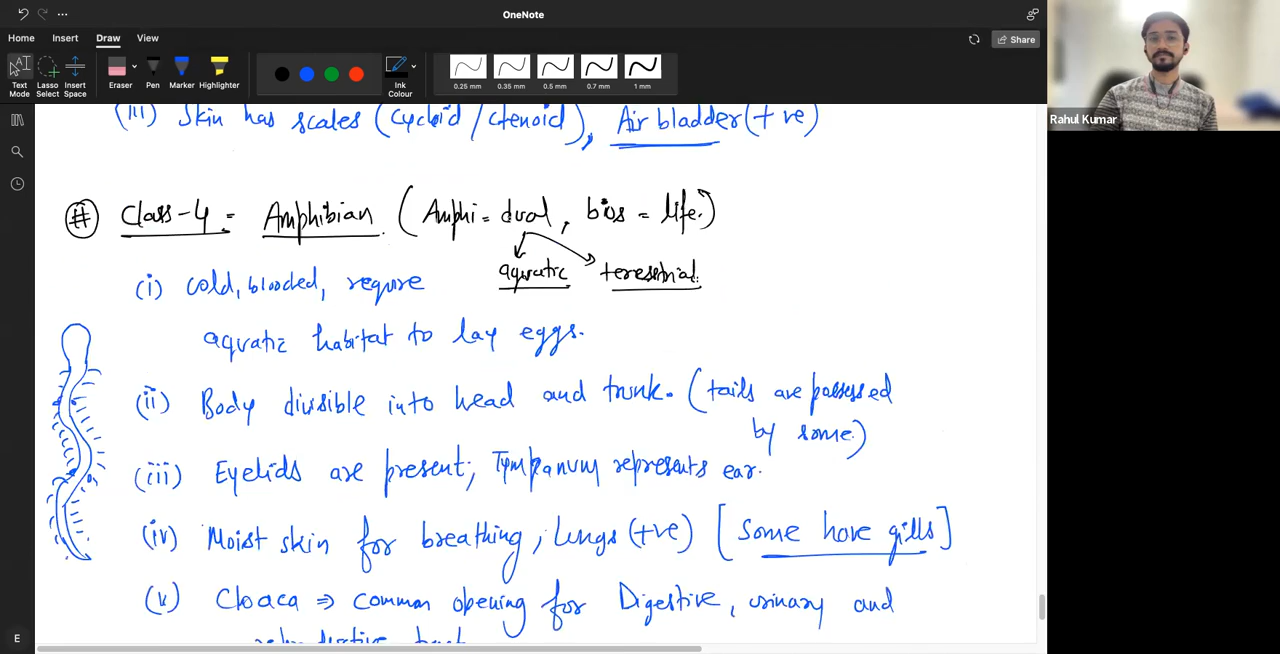 OneNote
Home Insert Draw View
Share
Text Mode
Lasso Select
Insert Space
Eraser
Pen
Marker
Highlighter
Ink Colour
0.25 mm 0.35 mm 0.5 mm 0.7 mm 1 mm
Rahul Kumar
(iii) Skin has scales (cycloid / ctenoid), Air bladder (+ve)
# Class-4 = Amphibian (Amphi = dual, bios = life.)
aquatic terestrial.
(i) cold, blooded, require
aquatic habitat to lay eggs.
(ii) Body divisible into head and trunk. (tails are possessed
by some.)
(iii) Eyelids are present; Tympanum represents ear.
(iv) Moist skin for breathing, lungs (+ve) [some have gills]
(v) Cloaca ⇒ common opening for Digestive, urinary and
E